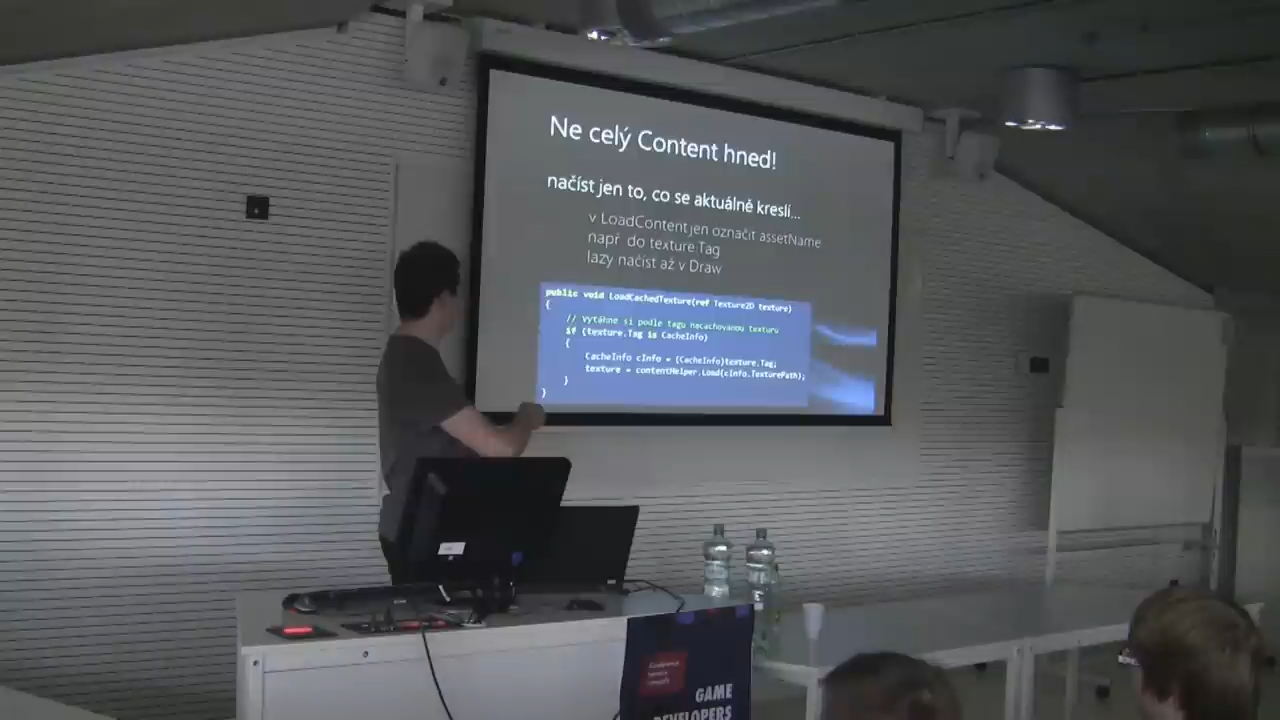 Ne celý Content hned!
načíst jen to, co se aktuálně kreslí...
v LoadContent jen označit assetName
např do texture.Tag
lazy načíst až v Draw
public void LoadCachedTexture(ref Texture2D texture)
{
// Vytáhne si podle tagu nacachovanou texturu
if (texture.Tag is CacheInfo)
{
CacheInfo cInfo = (CacheInfo)texture.Tag;
texture = contentHelper.Load(cInfo.TexturePath);
}
}
GAME
DEVELOPERS